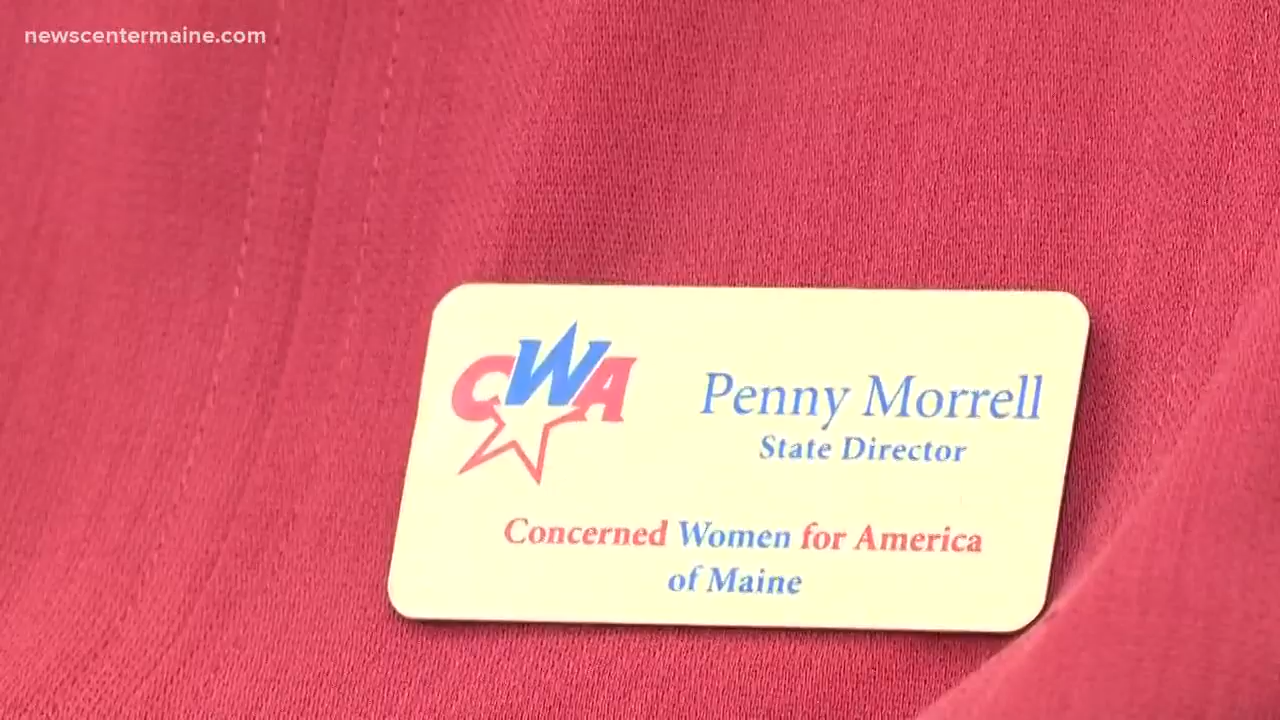 newscentermaine.com
CWA
Penny Morrell
State Director
Concerned Women for America
of Maine